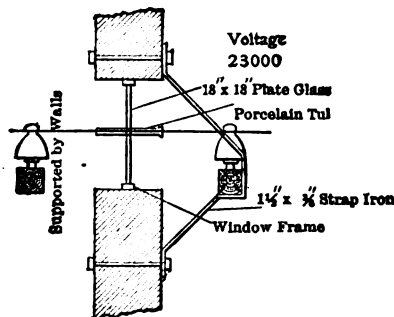 Voltage
23000
18" x 18" Plate Glass
Porcelain Tul
Supported by Walls
1½" x ⅜" Strap Iron
Window Frame